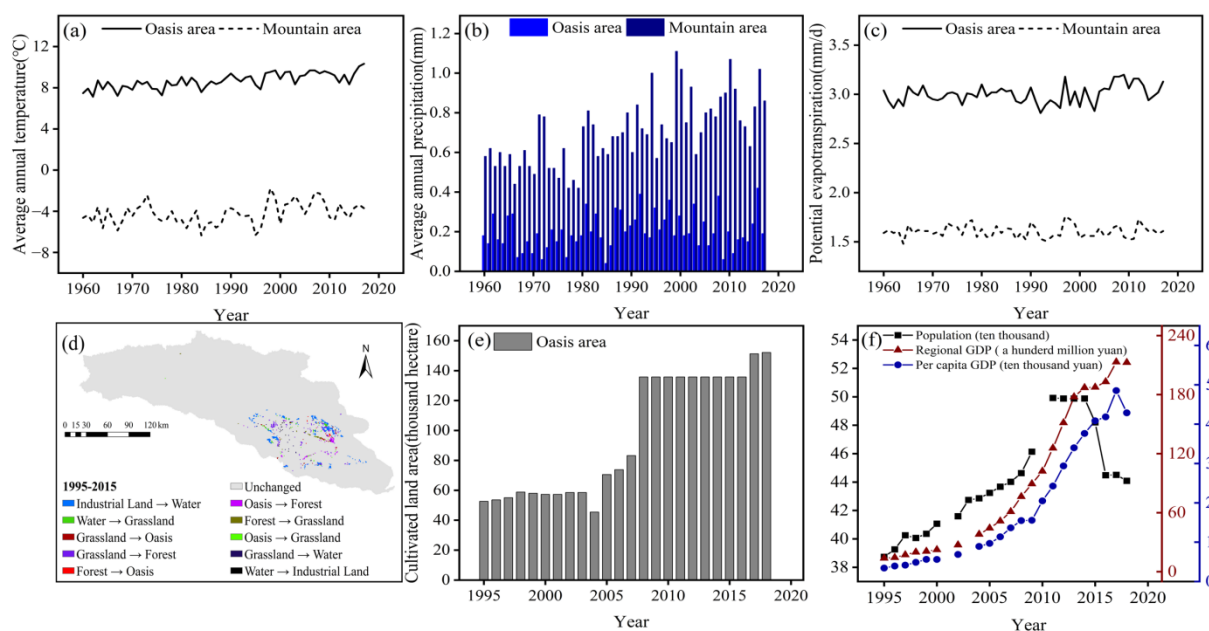 (a)
Oasis area
Mountain area
Average annual temperature(℃)
12
8
4
0
−4
−8
1960
1970
1980
1990
2000
2010
2020
Year
(b)
Oasis area
Mountain area
Average annual precipitation(mm)
1.2
1.0
0.8
0.6
0.4
0.2
0.0
1960
1970
1980
1990
2000
2010
2020
Year
(c)
Oasis area
Mountain area
Potential evapotranspiration(mm/d)
3.5
3.0
2.5
2.0
1.5
1960
1970
1980
1990
2000
2010
2020
Year
(d)
N
0 15 30 60 90 120 km
1995-2015
Industrial Land → Water
Water → Grassland
Grassland → Oasis
Grassland → Forest
Forest → Oasis
Unchanged
Oasis → Forest
Forest → Grassland
Oasis → Grassland
Grassland → Water
Water → Industrial Land
(e)
Oasis area
Cultivated land area(thousand hectare)
160
140
120
100
80
60
40
20
0
1995
2000
2005
2010
2015
2020
Year
(f)
Population (ten thousand)
Regional GDP ( a hunderd million yuan)
Per capita GDP (ten thousand yuan)
54
52
50
48
46
44
42
40
38
240
180
120
60
0
1995
2000
2005
2010
2015
2020
Year